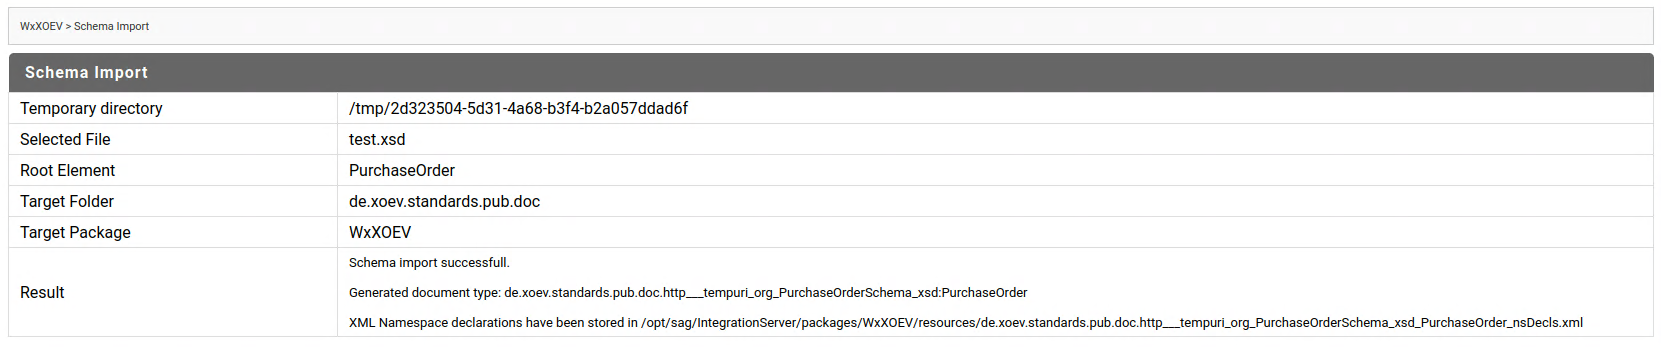 WxXOEV > Schema Import
Schema Import
Temporary directory /tmp/2d323504-5d31-4a68-b3f4-b2a057ddad6f
Selected File test.xsd
Root Element PurchaseOrder
Target Folder de.xoev.standards.pub.doc
Target Package WxXOEV
Result
Schema import successfull.
Generated document type: de.xoev.standards.pub.doc.http___tempuri_org_PurchaseOrderSchema_xsd:PurchaseOrder
XML Namespace declarations have been stored in /opt/sag/IntegrationServer/packages/WxXOEV/resources/de.xoev.standards.pub.doc.http___tempuri_org_PurchaseOrderSchema_xsd_PurchaseOrder_nsDecls.xml